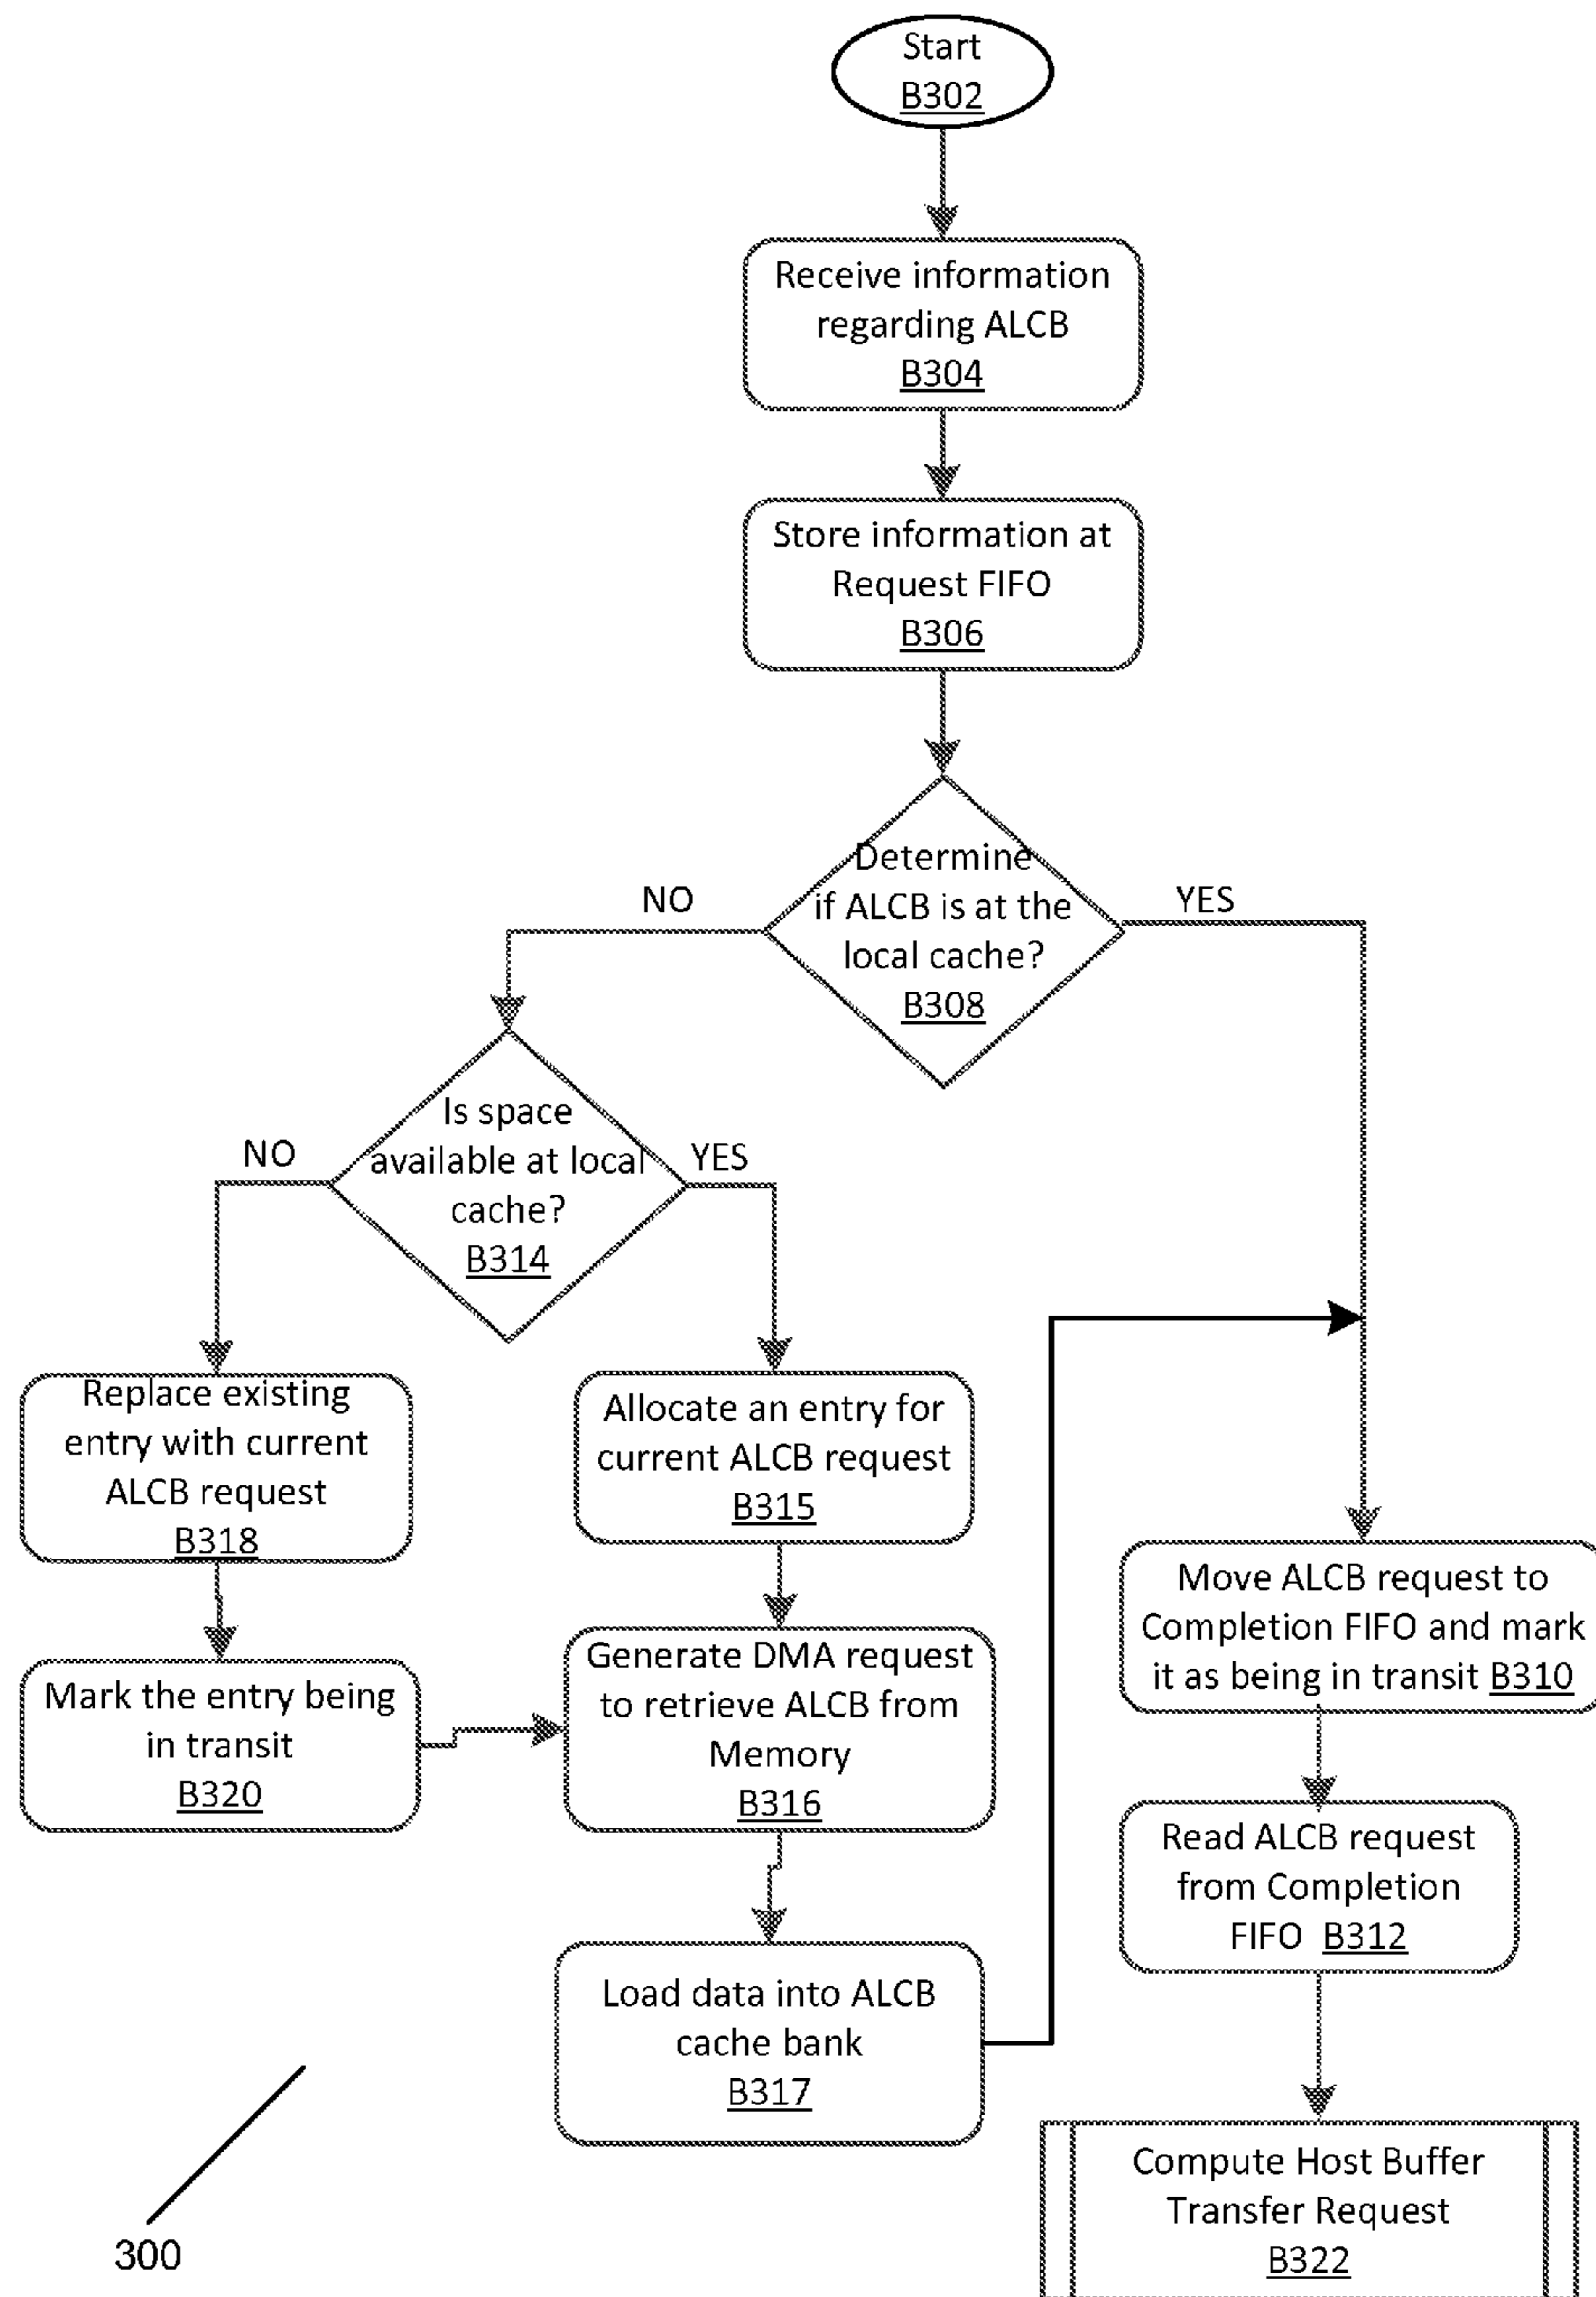 Start
B302
Receive information
regarding ALCB
B304
Store information at
Request FIFO
B306
Determine
if ALCB is at the
local cache?
B308
NO
YES
Is space
available at local
cache?
B314
NO
YES
Replace existing
entry with current
ALCB request
B318
Allocate an entry for
current ALCB request
B315
Mark the entry being
in transit
B320
Generate DMA request
to retrieve ALCB from
Memory
B316
Load data into ALCB
cache bank
B317
Move ALCB request to
Completion FIFO and mark
it as being in transit B310
Read ALCB request
from Completion
FIFO B312
Compute Host Buffer
Transfer Request
B322
300